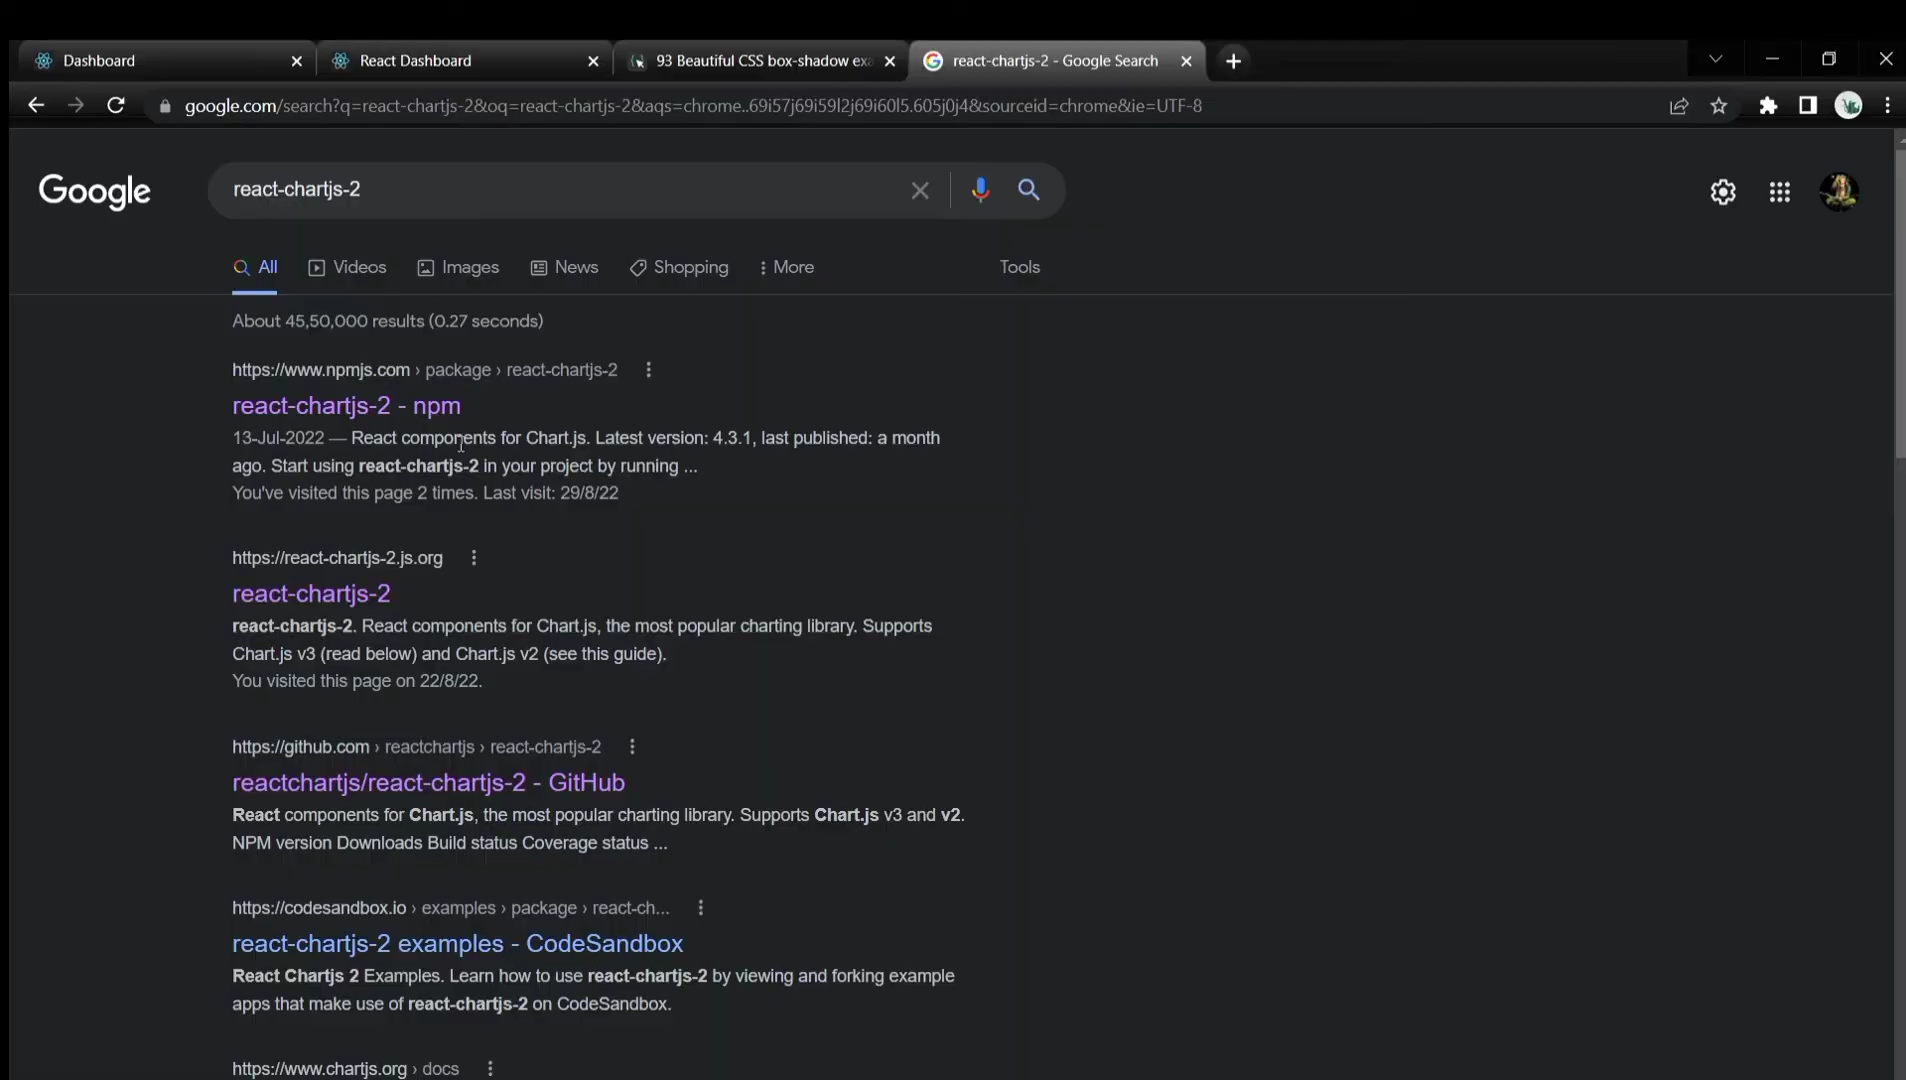 Dashboard
React Dashboard
93 Beautiful CSS box-shadow exa
react-chartjs-2 - Google Search
google.com/search?q=react-chartjs-2&oq=react-chartjs-2&aqs=chrome..69i57j69i59l2j69i60l5.605j0j4&sourceid=chrome&ie=UTF-8
Google
react-chartjs-2
All
Videos
Images
News
Shopping
More
Tools
About 45,50,000 results (0.27 seconds)
https://www.npmjs.com › package › react-chartjs-2
react-chartjs-2 - npm
13-Jul-2022 — React components for Chart.js. Latest version: 4.3.1, last published: a month
ago. Start using react-chartjs-2 in your project by running ...
You've visited this page 2 times. Last visit: 29/8/22
https://react-chartjs-2.js.org
react-chartjs-2
react-chartjs-2. React components for Chart.js, the most popular charting library. Supports
Chart.js v3 (read below) and Chart.js v2 (see this guide).
You visited this page on 22/8/22.
https://github.com › reactchartjs › react-chartjs-2
reactchartjs/react-chartjs-2 - GitHub
React components for Chart.js, the most popular charting library. Supports Chart.js v3 and v2.
NPM version Downloads Build status Coverage status ...
https://codesandbox.io › examples › package › react-ch...
react-chartjs-2 examples - CodeSandbox
React Chartjs 2 Examples. Learn how to use react-chartjs-2 by viewing and forking example
apps that make use of react-chartjs-2 on CodeSandbox.
https://www.chartjs.org › docs